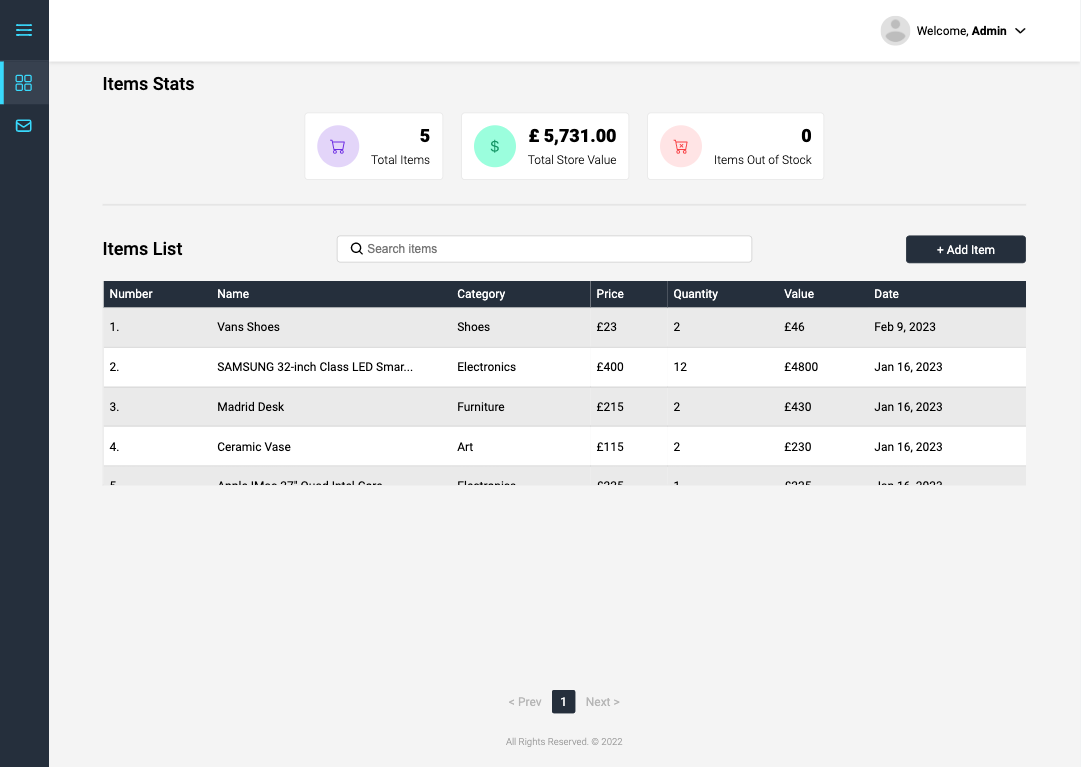 Welcome, Admin
Items Stats
5
Total Items
$
£ 5,731.00
Total Store Value
0
Items Out of Stock
Items List
Search items
+ Add Item
Number Name Category Price Quantity Value Date
1. Vans Shoes Shoes £23 2 £46 Feb 9, 2023
2. SAMSUNG 32-inch Class LED Smar... Electronics £400 12 £4800 Jan 16, 2023
3. Madrid Desk Furniture £215 2 £430 Jan 16, 2023
4. Ceramic Vase Art £115 2 £230 Jan 16, 2023
5. Apple IMac 27" Quad Intel Core Electronics £225 1 £225 Jan 16, 2023
< Prev 1 Next >
All Rights Reserved. © 2022